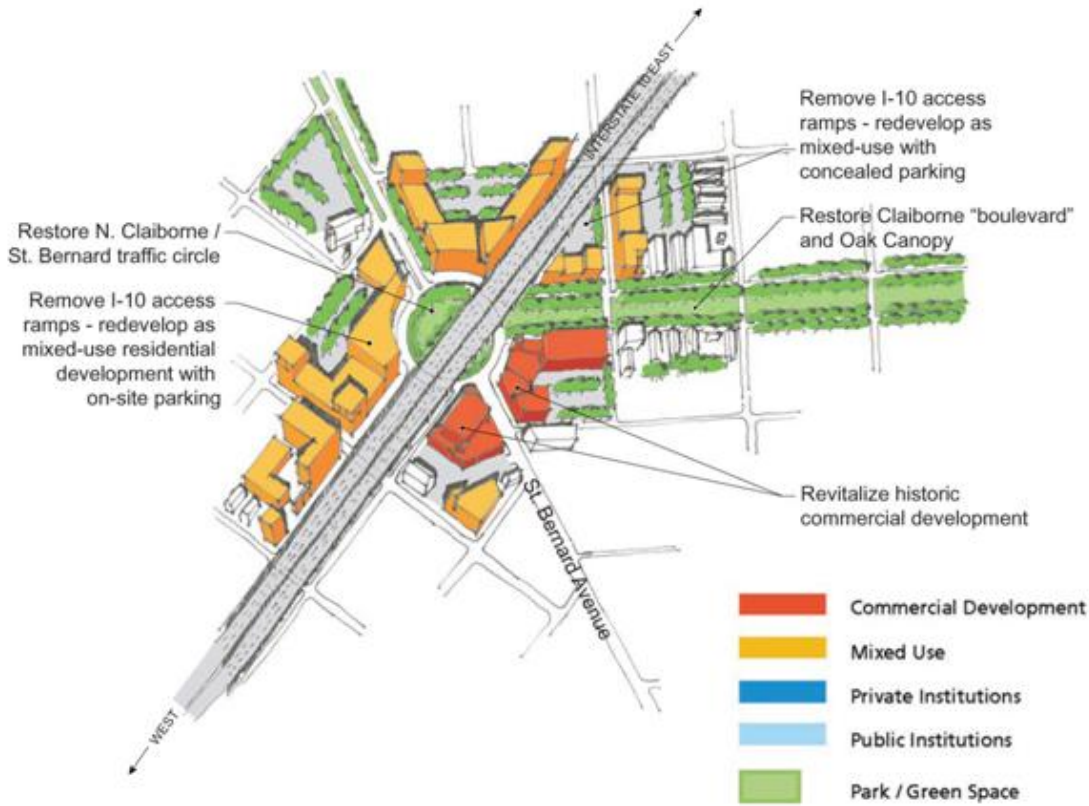 INTERSTATE 10 EAST
Remove I-10 access
ramps - redevelop as
mixed-use with
concealed parking
Restore N. Claiborne /
St. Bernard traffic circle
Restore Claiborne "boulevard"
and Oak Canopy
Remove I-10 access
ramps - redevelop as
mixed-use residential
development with
on-site parking
Revitalize historic
commercial development
St. Bernard Avenue
WEST
Commercial Development
Mixed Use
Private Institutions
Public Institutions
Park / Green Space